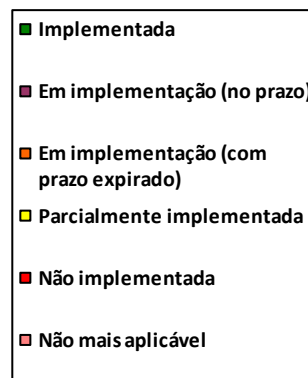 Implementada
Em implementação (no prazo)
Em implementação (com
prazo expirado)
Parcialmente implementada
Não implementada
Não mais aplicável